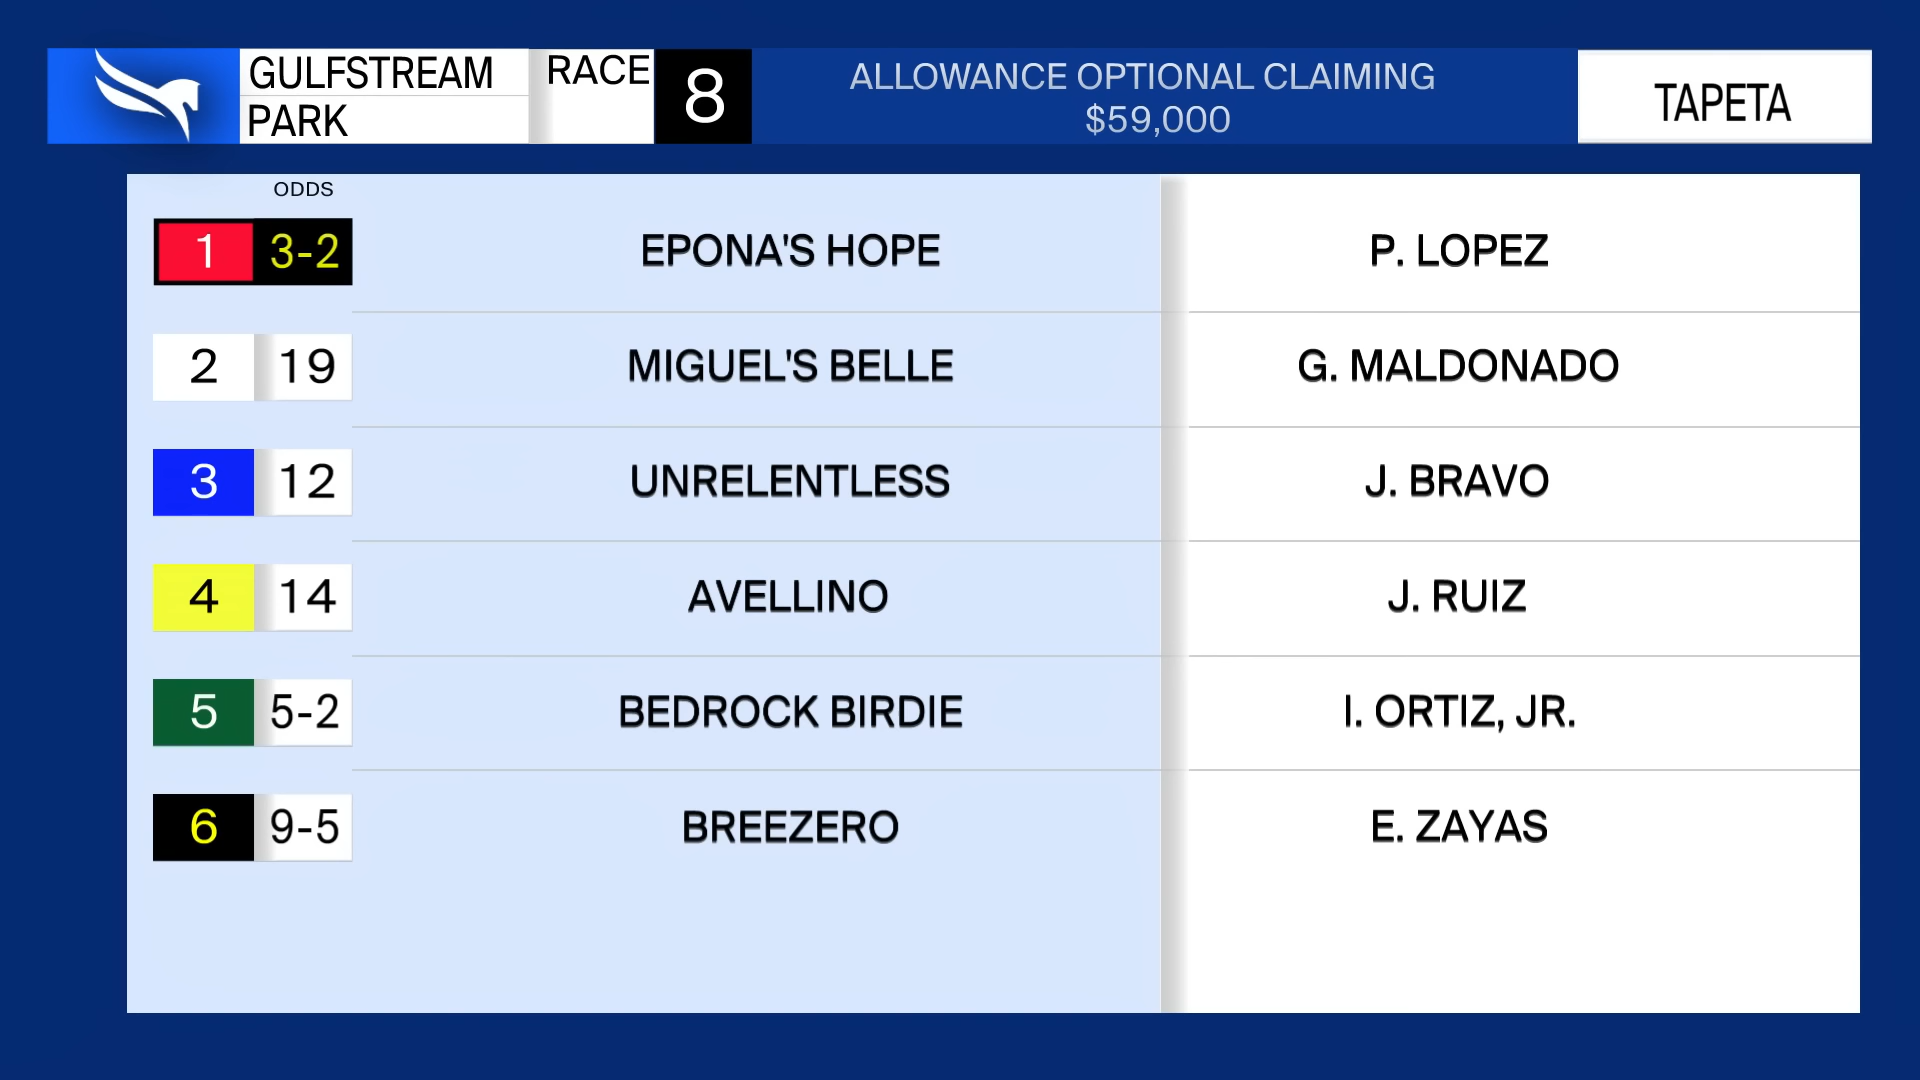 GULFSTREAM
PARK
RACE
8
ALLOWANCE OPTIONAL CLAIMING
$59,000
TAPETA
ODDS
1 3-2 EPONA'S HOPE P. LOPEZ
2 19 MIGUEL'S BELLE G. MALDONADO
3 12 UNRELENTLESS J. BRAVO
4 14 AVELLINO J. RUIZ
5 5-2 BEDROCK BIRDIE I. ORTIZ, JR.
6 9-5 BREEZERO E. ZAYAS